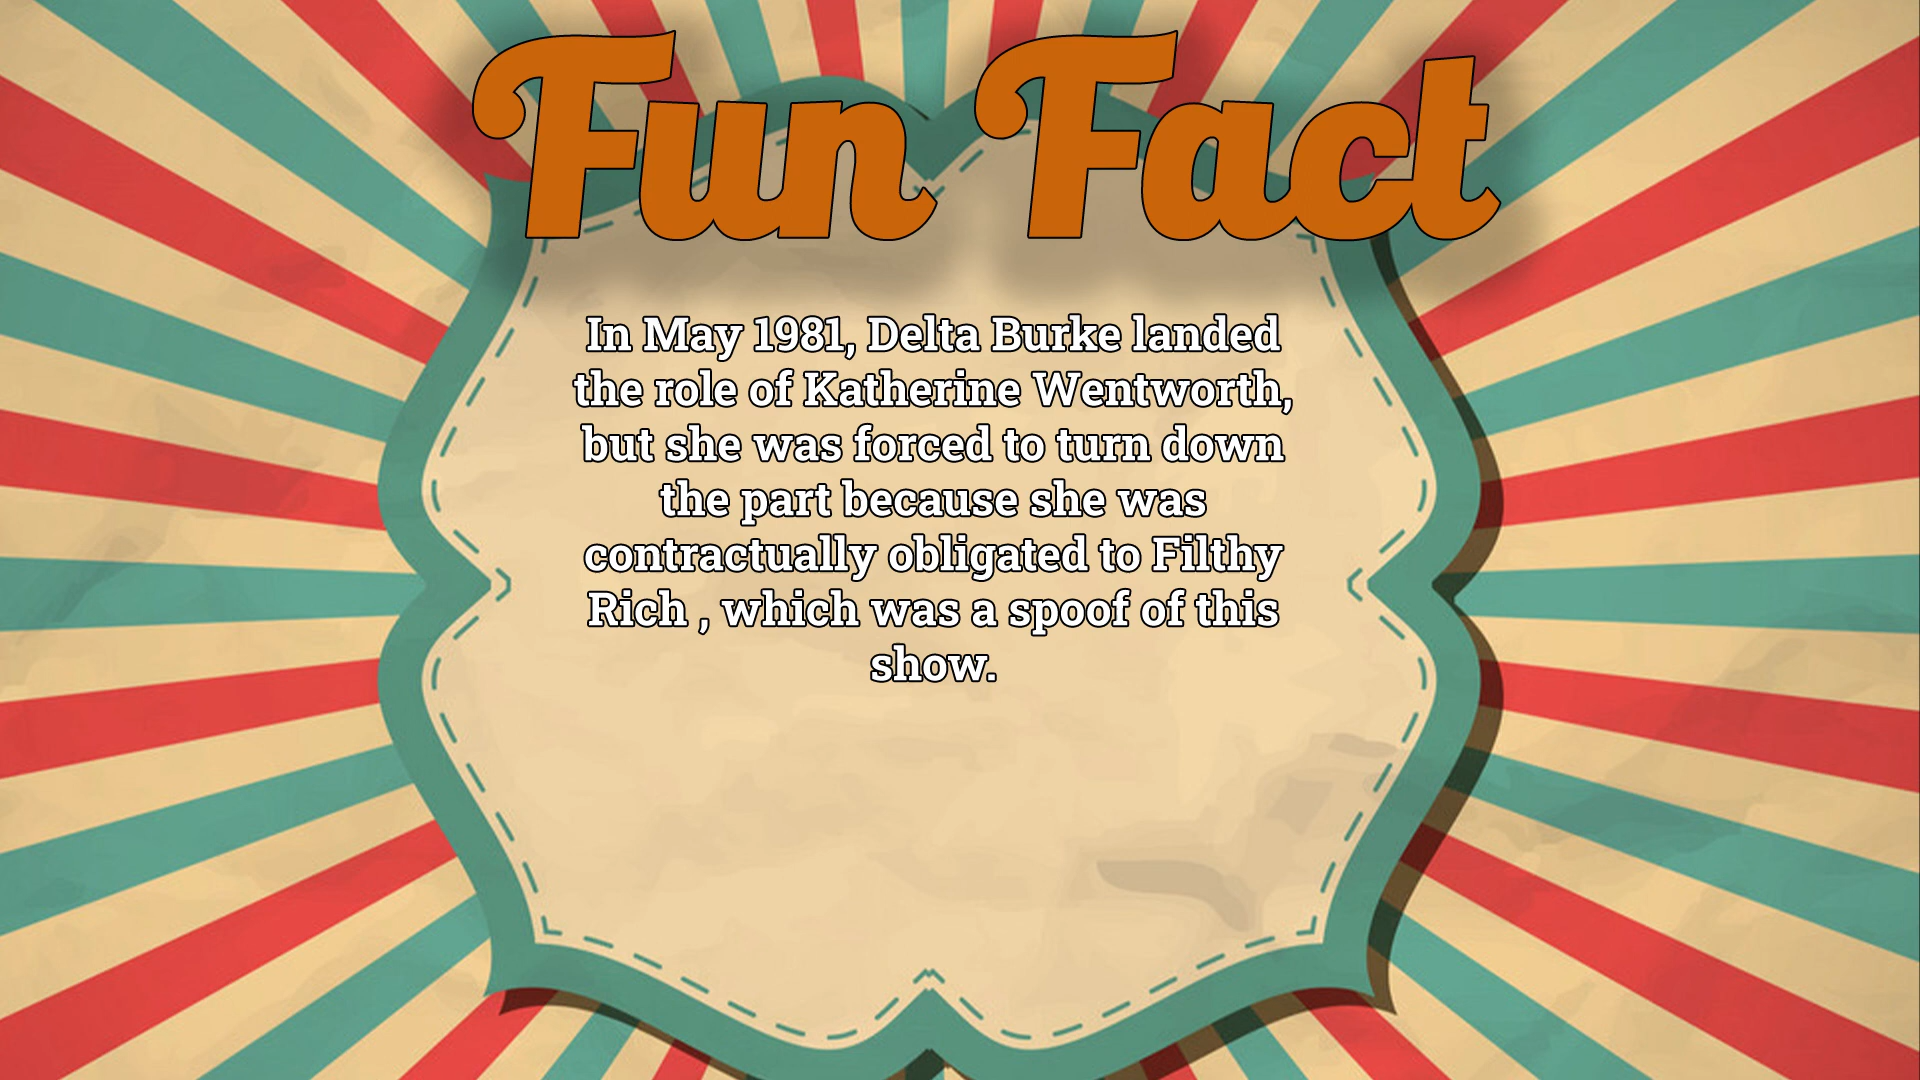 Fun Fact
In May 1981, Delta Burke landed
the role of Katherine Wentworth,
but she was forced to turn down
the part because she was
contractually obligated to Filthy
Rich , which was a spoof of this
show.